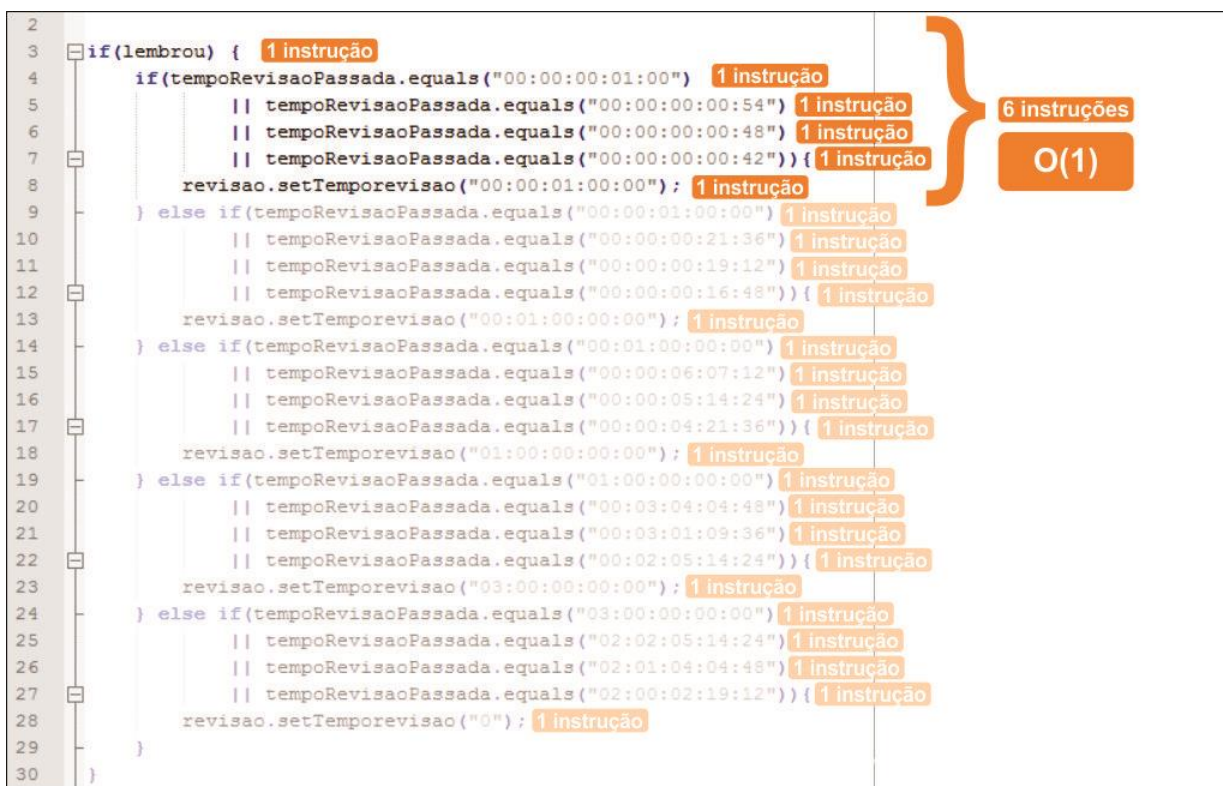 2
3 if(lembrou) { 1 instrução
4 if(tempoRevisaoPassada.equals("00:00:00:01:00") 1 instrução
5 || tempoRevisaoPassada.equals("00:00:00:00:54") 1 instrução 6 instruções
6 || tempoRevisaoPassada.equals("00:00:00:00:48") 1 instrução
7 || tempoRevisaoPassada.equals("00:00:00:00:42")){ 1 instrução O(1)
8 revisao.setTemporevisao("00:00:01:00:00"); 1 instrução
9 } else if(tempoRevisaoPassada.equals("00:00:01:00:00") 1 instrução
10 || tempoRevisaoPassada.equals("00:00:00:21:36") 1 instrução
11 || tempoRevisaoPassada.equals("00:00:00:19:12") 1 instrução
12 || tempoRevisaoPassada.equals("00:00:00:16:48")){ 1 instrução
13 revisao.setTemporevisao("00:01:00:00:00"); 1 instrução
14 } else if(tempoRevisaoPassada.equals("00:01:00:00:00") 1 instrução
15 || tempoRevisaoPassada.equals("00:00:06:07:12") 1 instrução
16 || tempoRevisaoPassada.equals("00:00:05:14:24") 1 instrução
17 || tempoRevisaoPassada.equals("00:00:04:21:36")){ 1 instrução
18 revisao.setTemporevisao("01:00:00:00:00"); 1 instrução
19 } else if(tempoRevisaoPassada.equals("01:00:00:00:00") 1 instrução
20 || tempoRevisaoPassada.equals("00:03:04:04:48") 1 instrução
21 || tempoRevisaoPassada.equals("00:03:01:09:36") 1 instrução
22 || tempoRevisaoPassada.equals("00:02:05:14:24")){ 1 instrução
23 revisao.setTemporevisao("03:00:00:00:00"); 1 instrução
24 } else if(tempoRevisaoPassada.equals("03:00:00:00:00") 1 instrução
25 || tempoRevisaoPassada.equals("02:02:05:14:24") 1 instrução
26 || tempoRevisaoPassada.equals("02:01:04:04:48") 1 instrução
27 || tempoRevisaoPassada.equals("02:00:02:19:12")){ 1 instrução
28 revisao.setTemporevisao("0"); 1 instrução
29 }
30 }